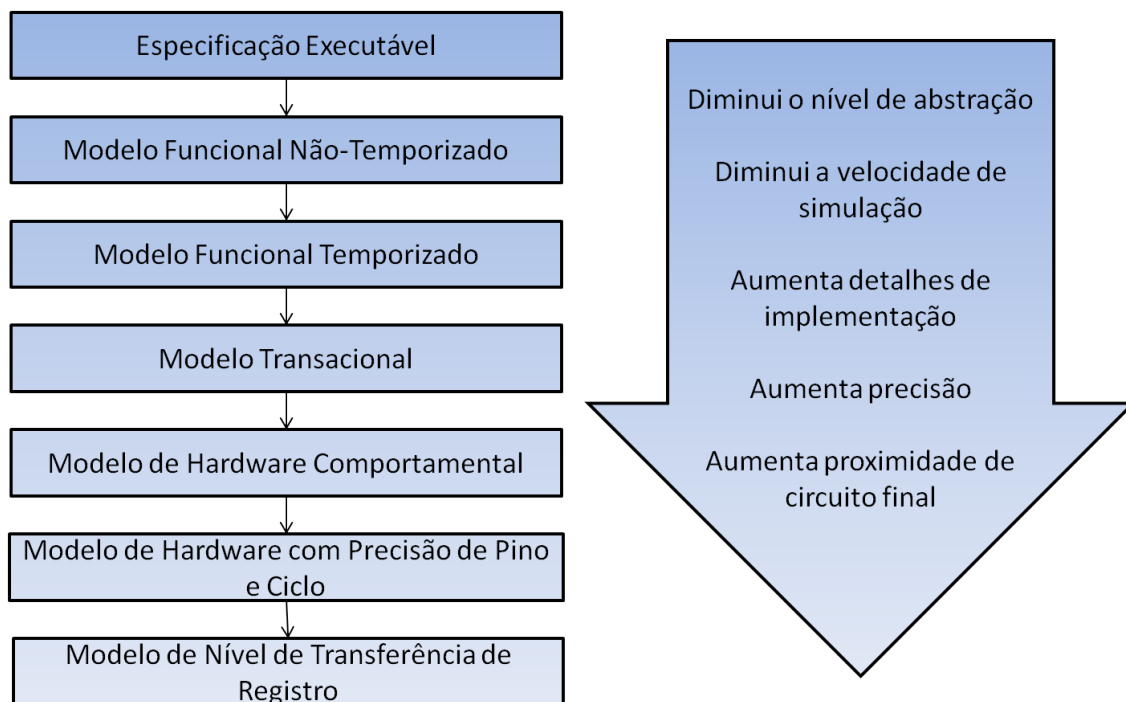 Especificação Executável
Modelo Funcional Não-Temporizado
Modelo Funcional Temporizado
Modelo Transacional
Modelo de Hardware Comportamental
Modelo de Hardware com Precisão de Pino
e Ciclo
Modelo de Nível de Transferência de
Registro
Diminui o nível de abstração
Diminui a velocidade de
simulação
Aumenta detalhes de
implementação
Aumenta precisão
Aumenta proximidade de
circuito final